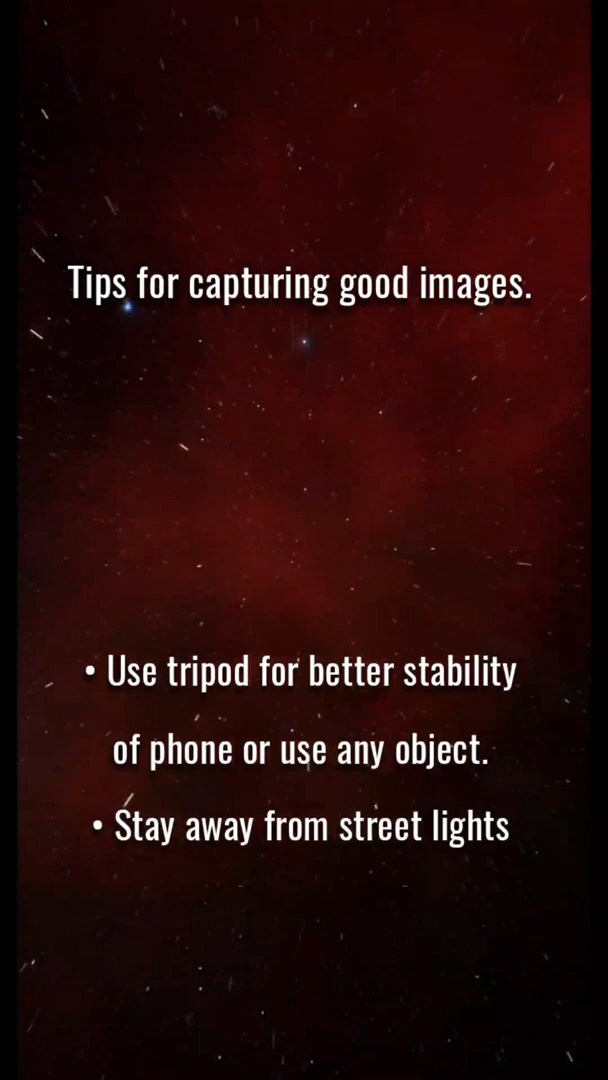 Tips for capturing good images.
• Use tripod for better stability
of phone or use any object.
• Stay away from street lights